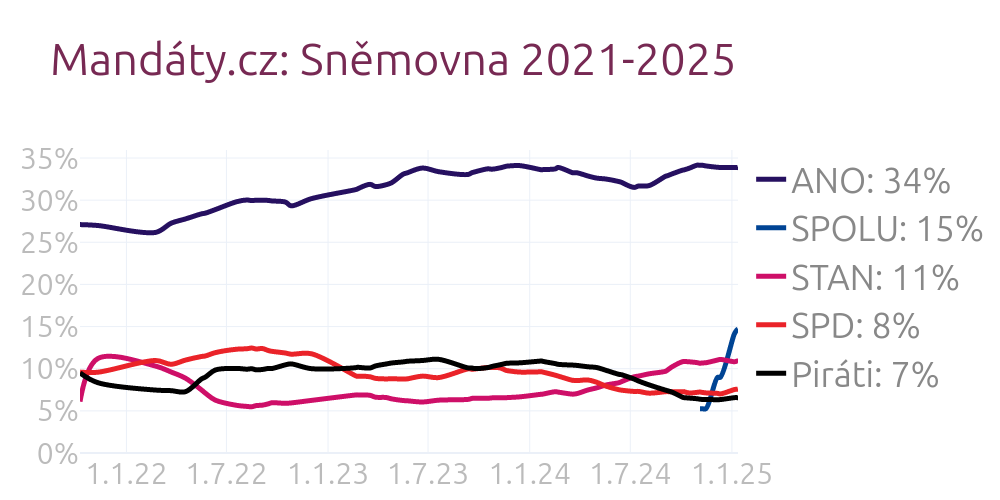 Mandáty.cz: Sněmovna 2021-2025
35%
30%
25%
20%
15%
10%
5%
0%
1.1.22 1.7.22 1.1.23 1.7.23 1.1.24 1.7.24 1.1.25
ANO: 34%
SPOLU: 15%
STAN: 11%
SPD: 8%
Piráti: 7%